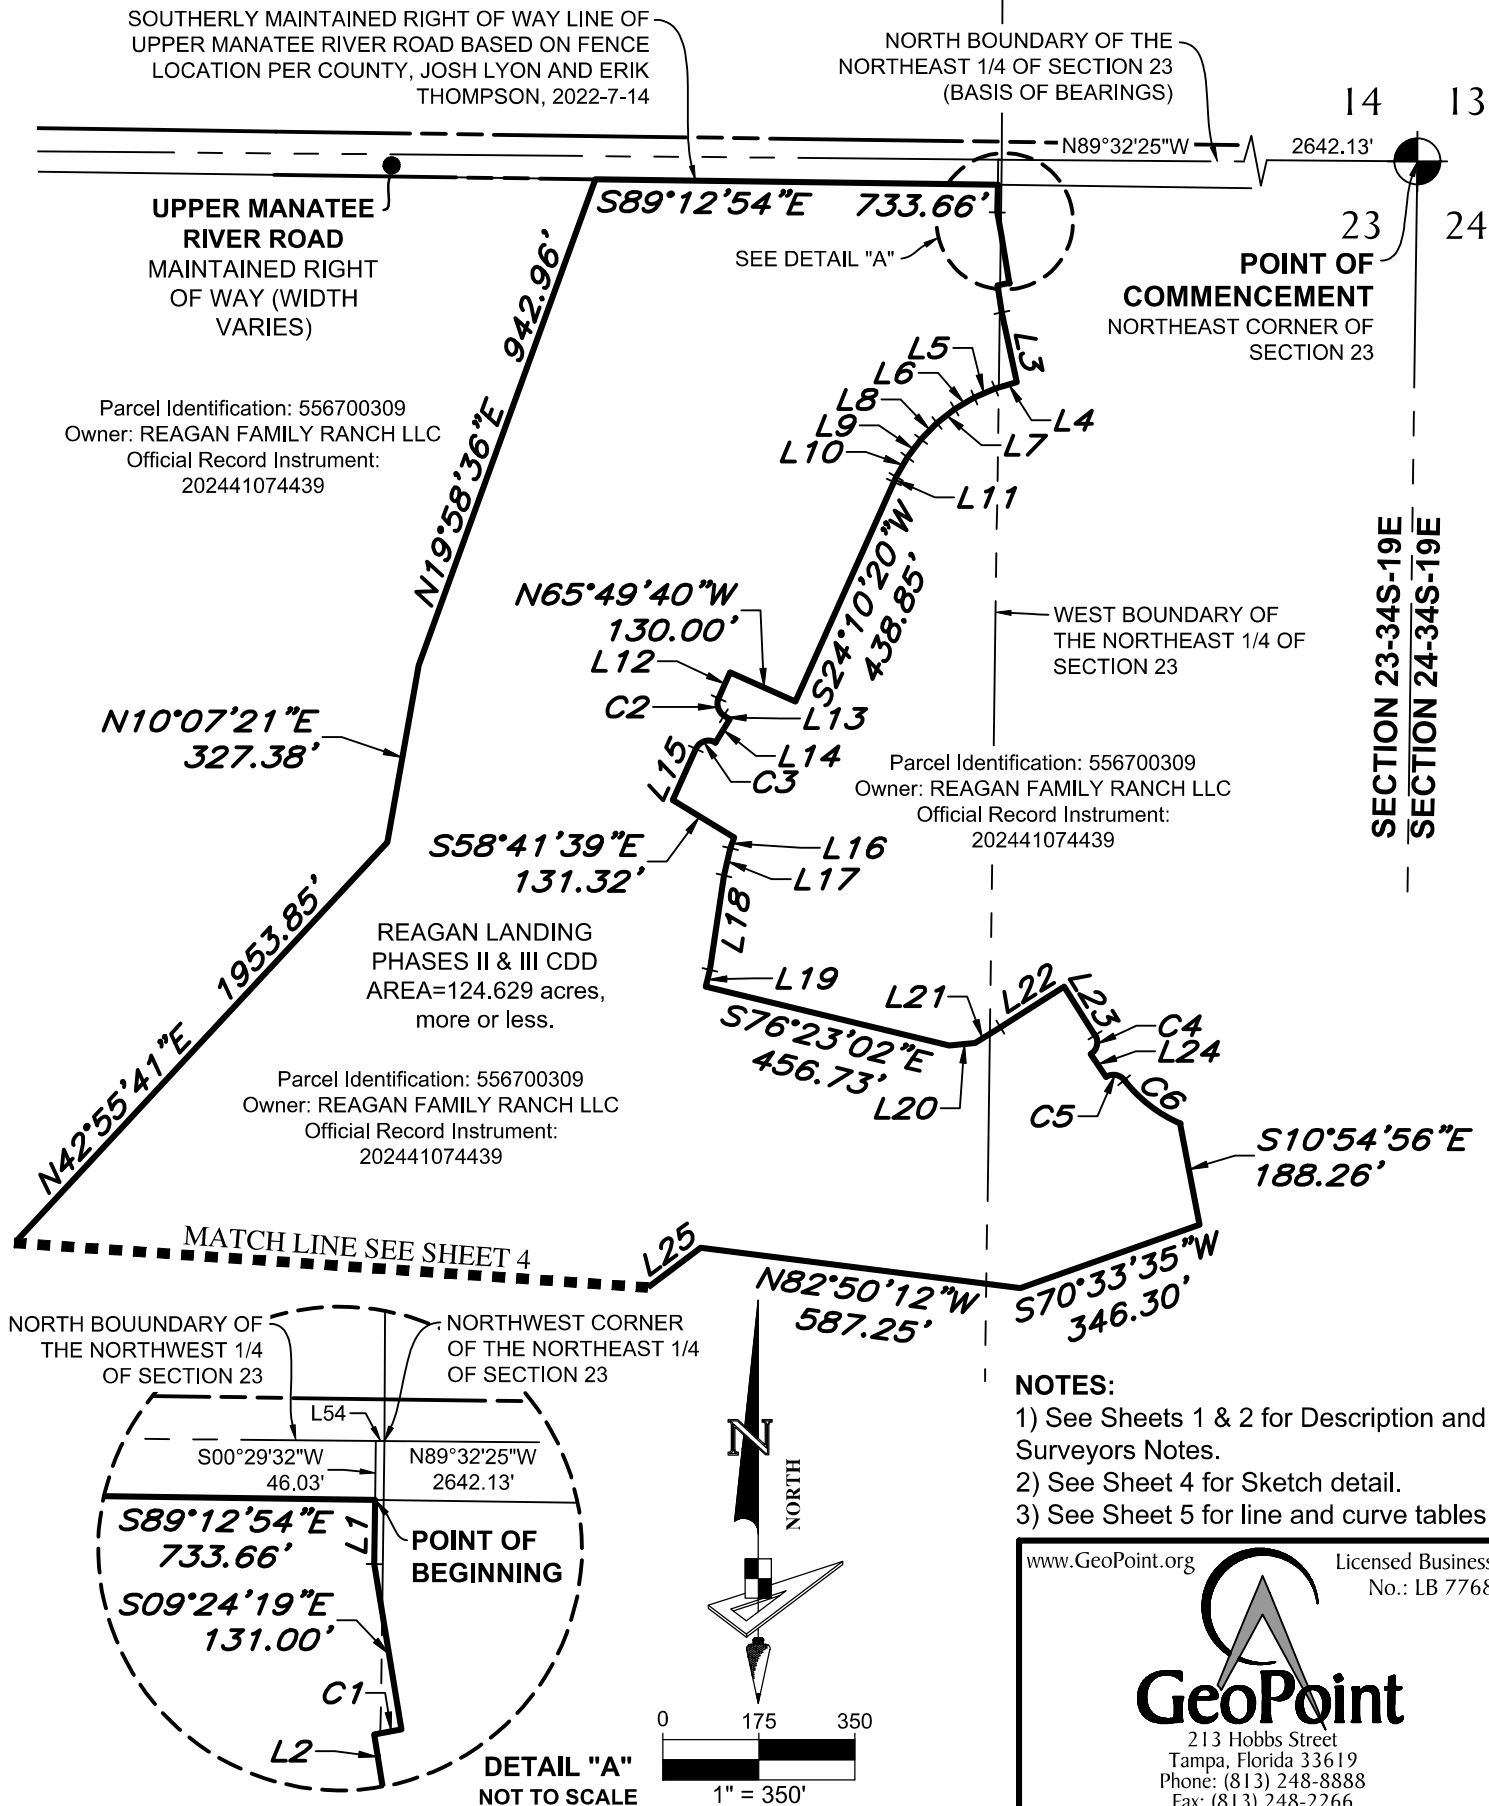 SOUTHERLY MAINTAINED RIGHT OF WAY LINE OF
UPPER MANATEE RIVER ROAD BASED ON FENCE
LOCATION PER COUNTY, JOSH LYON AND ERIK
THOMPSON, 2022-7-14
NORTH BOUNDARY OF THE
NORTHEAST 1/4 OF SECTION 23
(BASIS OF BEARINGS)
14
13
N89°32'25"W
2642.13'
23
24
UPPER MANATEE
RIVER ROAD
MAINTAINED RIGHT
OF WAY (WIDTH
VARIES)
S89°12'54"E
733.66'
SEE DETAIL "A"
POINT OF
COMMENCEMENT
NORTHEAST CORNER OF
SECTION 23
942.96'
N19°58'36"E
L3
L5
L6
L4
L8
L7
L9
L10
L11
Parcel Identification: 556700309
Owner: REAGAN FAMILY RANCH LLC
Official Record Instrument:
202441074439
SECTION 23-34S-19E
SECTION 24-34S-19E
S24°10'20"W
438.85'
N65°49'40"W
130.00'
WEST BOUNDARY OF
THE NORTHEAST 1/4 OF
SECTION 23
L12
C2
L13
L14
L15
C3
N10°07'21"E
327.38'
Parcel Identification: 556700309
Owner: REAGAN FAMILY RANCH LLC
Official Record Instrument:
202441074439
S58°41'39"E
131.32'
L16
L17
L18
L19
1953.85'
N42°55'41"E
REAGAN LANDING
PHASES II & III CDD
AREA=124.629 acres,
more or less.
L21
L22
L23
C4
L24
S76°23'02"E
456.73'
L20
C5
C6
Parcel Identification: 556700309
Owner: REAGAN FAMILY RANCH LLC
Official Record Instrument:
202441074439
S10°54'56"E
188.26'
MATCH LINE SEE SHEET 4
L25
N82°50'12"W
587.25'
S70°33'35"W
346.30'
NORTH BOUUNDARY OF
THE NORTHWEST 1/4
OF SECTION 23
NORTHWEST CORNER
OF THE NORTHEAST 1/4
OF SECTION 23
L54
S00°29'32"W
46.03'
N89°32'25"W
2642.13'
S89°12'54"E
733.66'
L1
POINT OF
BEGINNING
S09°24'19"E
131.00'
C1
L2
DETAIL "A"
NOT TO SCALE
N
NORTH
0
175
350
1" = 350'
NOTES:
1) See Sheets 1 & 2 for Description and
Surveyors Notes.
2) See Sheet 4 for Sketch detail.
3) See Sheet 5 for line and curve tables
www.GeoPoint.org
Licensed Business
No.: LB 7768
GeoPoint
213 Hobbs Street
Tampa, Florida 33619
Phone: (813) 248-8888
Fax: (813) 248-2266